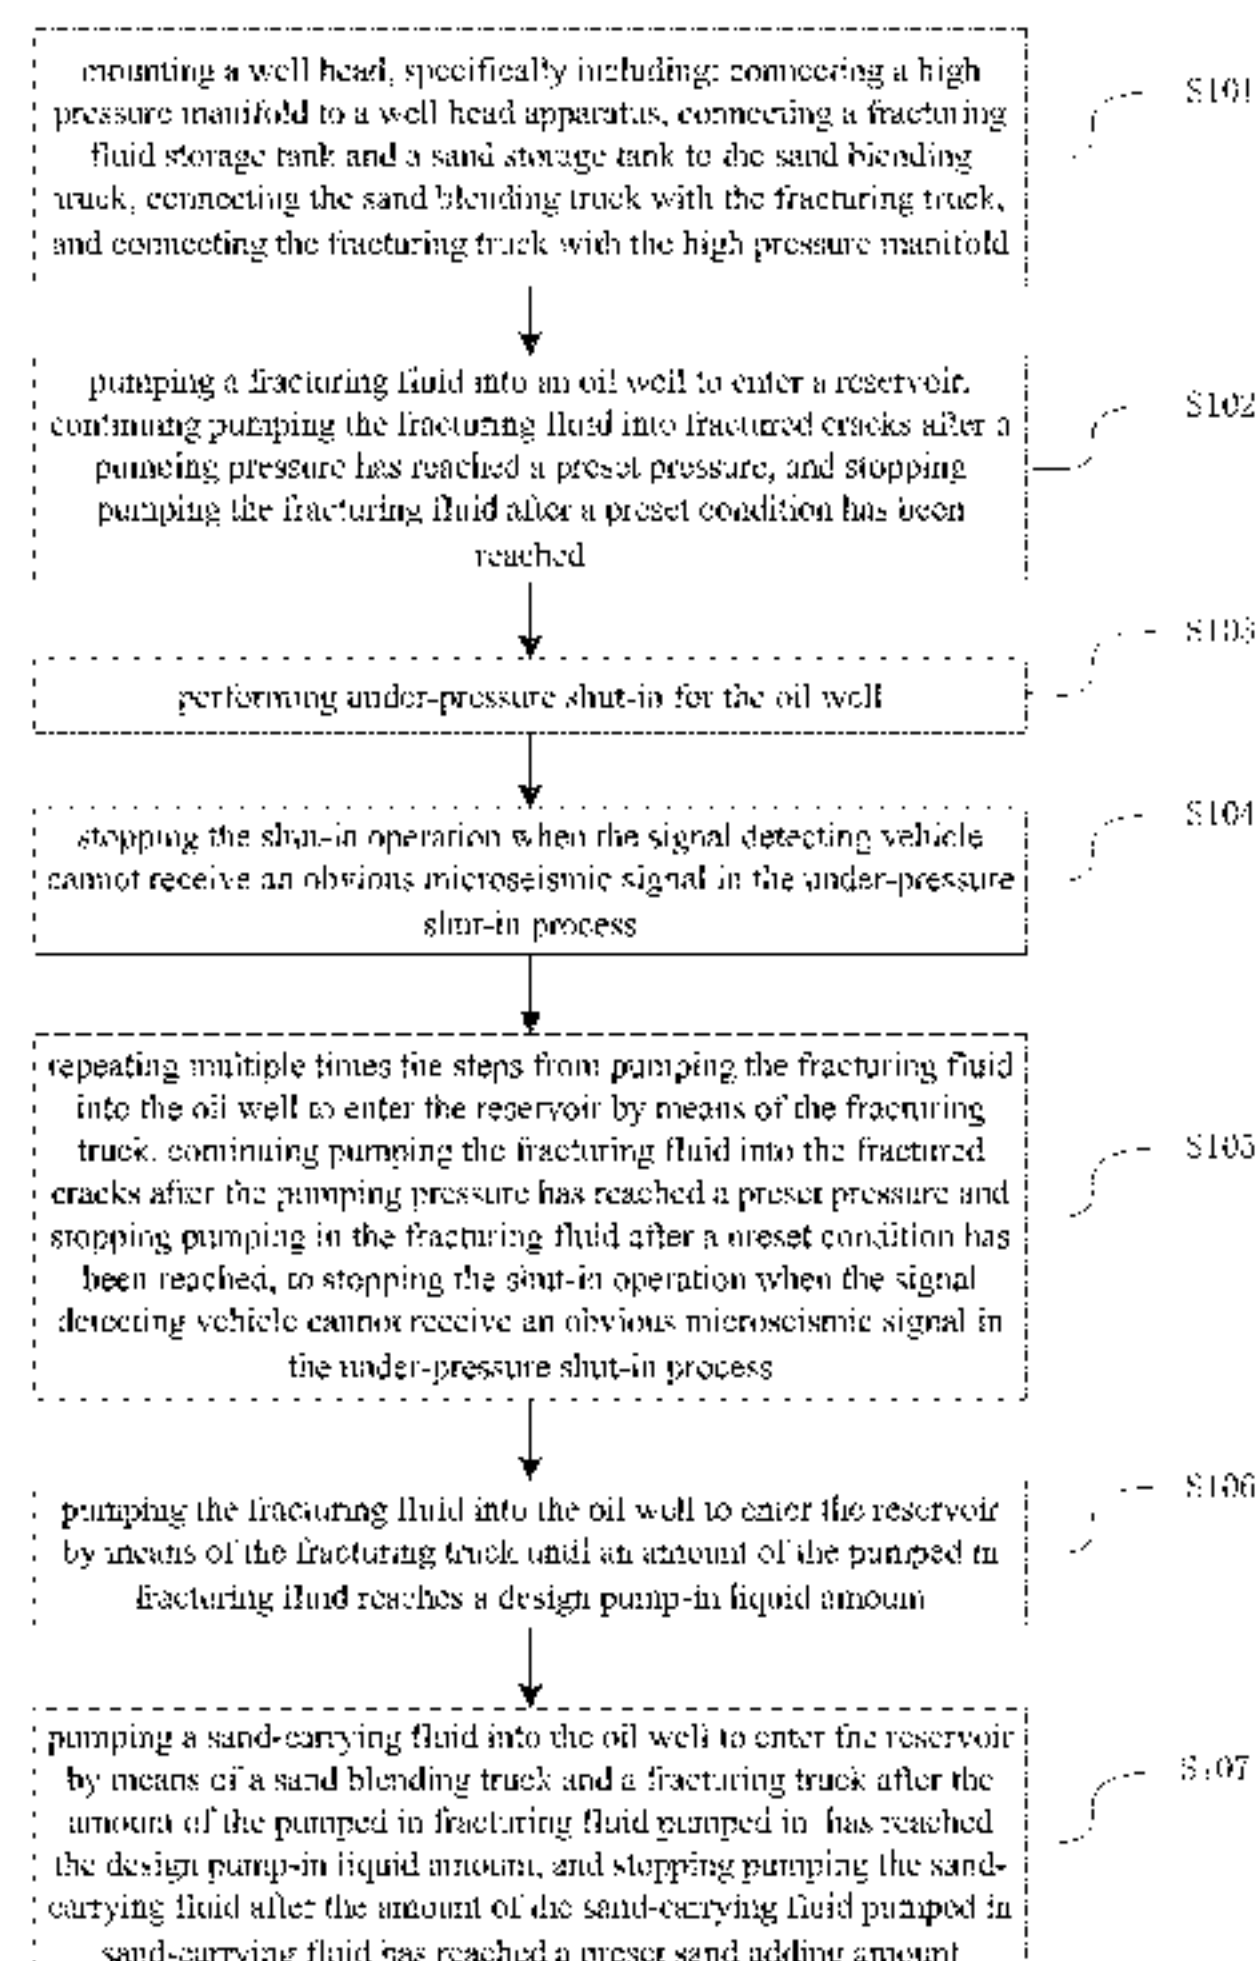 mounting a well head, specifically including: connecting a high
pressure manifold to a well head apparatus, connecting a fracturing
fluid storage tank and a sand storage tank to the sand blending
truck, connecting the sand blending truck with the fracturing truck,
and connecting the fracturing truck with the high pressure manifold
S101
pumping a fracturing fluid into an oil well to enter a reservoir,
continuing pumping the fracturing fluid into fractured cracks after a
pumping pressure has reached a preset pressure, and stopping
pumping the fracturing fluid after a preset condition has been
reached
S102
performing under-pressure shut-in for the oil well
S103
stopping the shut-in operation when the signal detecting vehicle
cannot receive an obvious microseismic signal in the under-pressure
shut-in process
S104
repeating multiple times the steps from pumping the fracturing fluid
into the oil well to enter the reservoir by means of the fracturing
truck, continuing pumping the fracturing fluid into the fractured
cracks after the pumping pressure has reached a preset pressure and
stopping pumping in the fracturing fluid after a preset condition has
been reached, to stopping the shut-in operation when the signal
detecting vehicle cannot receive an obvious microseismic signal in
the under-pressure shut-in process
S105
pumping the fracturing fluid into the oil well to enter the reservoir
by means of the fracturing truck until an amount of the pumped in
fracturing fluid reaches a design pump-in liquid amount
S106
pumping a sand-carrying fluid into the oil well to enter the reservoir
by means of a sand blending truck and a fracturing truck after the
amount of the pumped in fracturing fluid pumped in has reached
the design pump-in liquid amount, and stopping pumping the sand-
carrying fluid after the amount of the sand-carrying fluid pumped in
sand-carrying fluid has reached a preset sand adding amount
S107